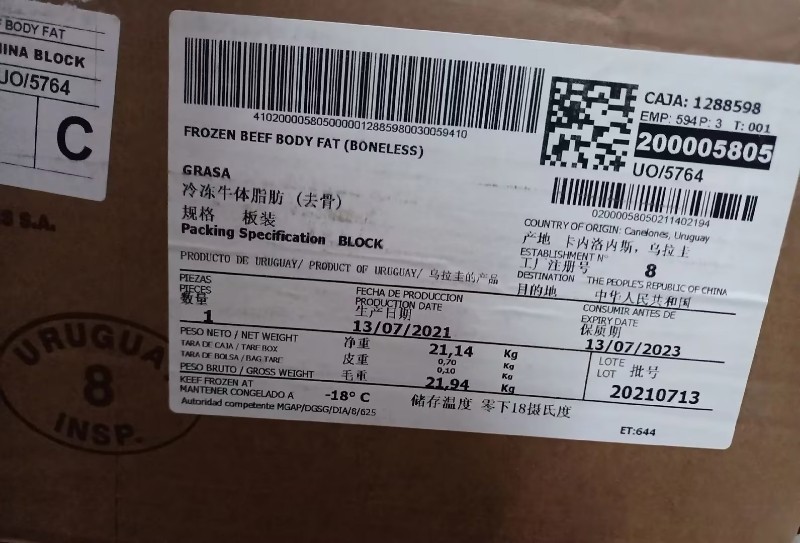 BODY FAT
INA BLOCK
UO/5764
C
S S.A.
URUGUA
8
INSP.
41020000580500000128859800300 59410
FROZEN BEEF BODY FAT (BONELESS)
GRASA
冷冻牛体脂肪 (去骨)
规格 板装
Packing Specification BLOCK
CAJA: 1288598
EMP: 594 P: 3 T: 001
200005805
UO/5764
02000058050211402194
COUNTRY OF ORIGIN: Canelones, Uruguay
产地 卡内洛内斯, 乌拉圭
ESTABLISHMENT N°
工厂注册号 8
DESTINATION THE PEOPLE'S REPUBLIC OF CHINA
目的地 中华人民共和国
PRODUCTO DE URUGUAY/ PRODUCT OF URUGUAY/ 乌拉圭的产品
PIEZAS
PIECES
数量
1
FECHA DE PRODUCCION
PRODUCTION DATE
生产日期
13/07/2021
CONSUMIR ANTES DE
EXPIRY DATE
保质期
13/07/2023
PESO NETO / NET WEIGHT 净重 21,14 Kg
TARA DE CAJA / TARE BOX 皮重 0,70 Kg
TARA DE BOLSA / BAG TARE 0,10 Kg
PESO BRUTO / GROSS WEIGHT 毛重 21,94 Kg
LOTE
LOT 批号
20210713
KEEP FROZEN AT
MANTENER CONGELADO A -18° C 储存温度 零下18摄氏度
Autoridad competente MGAP/DGSG/DIA/8/625
ET:644